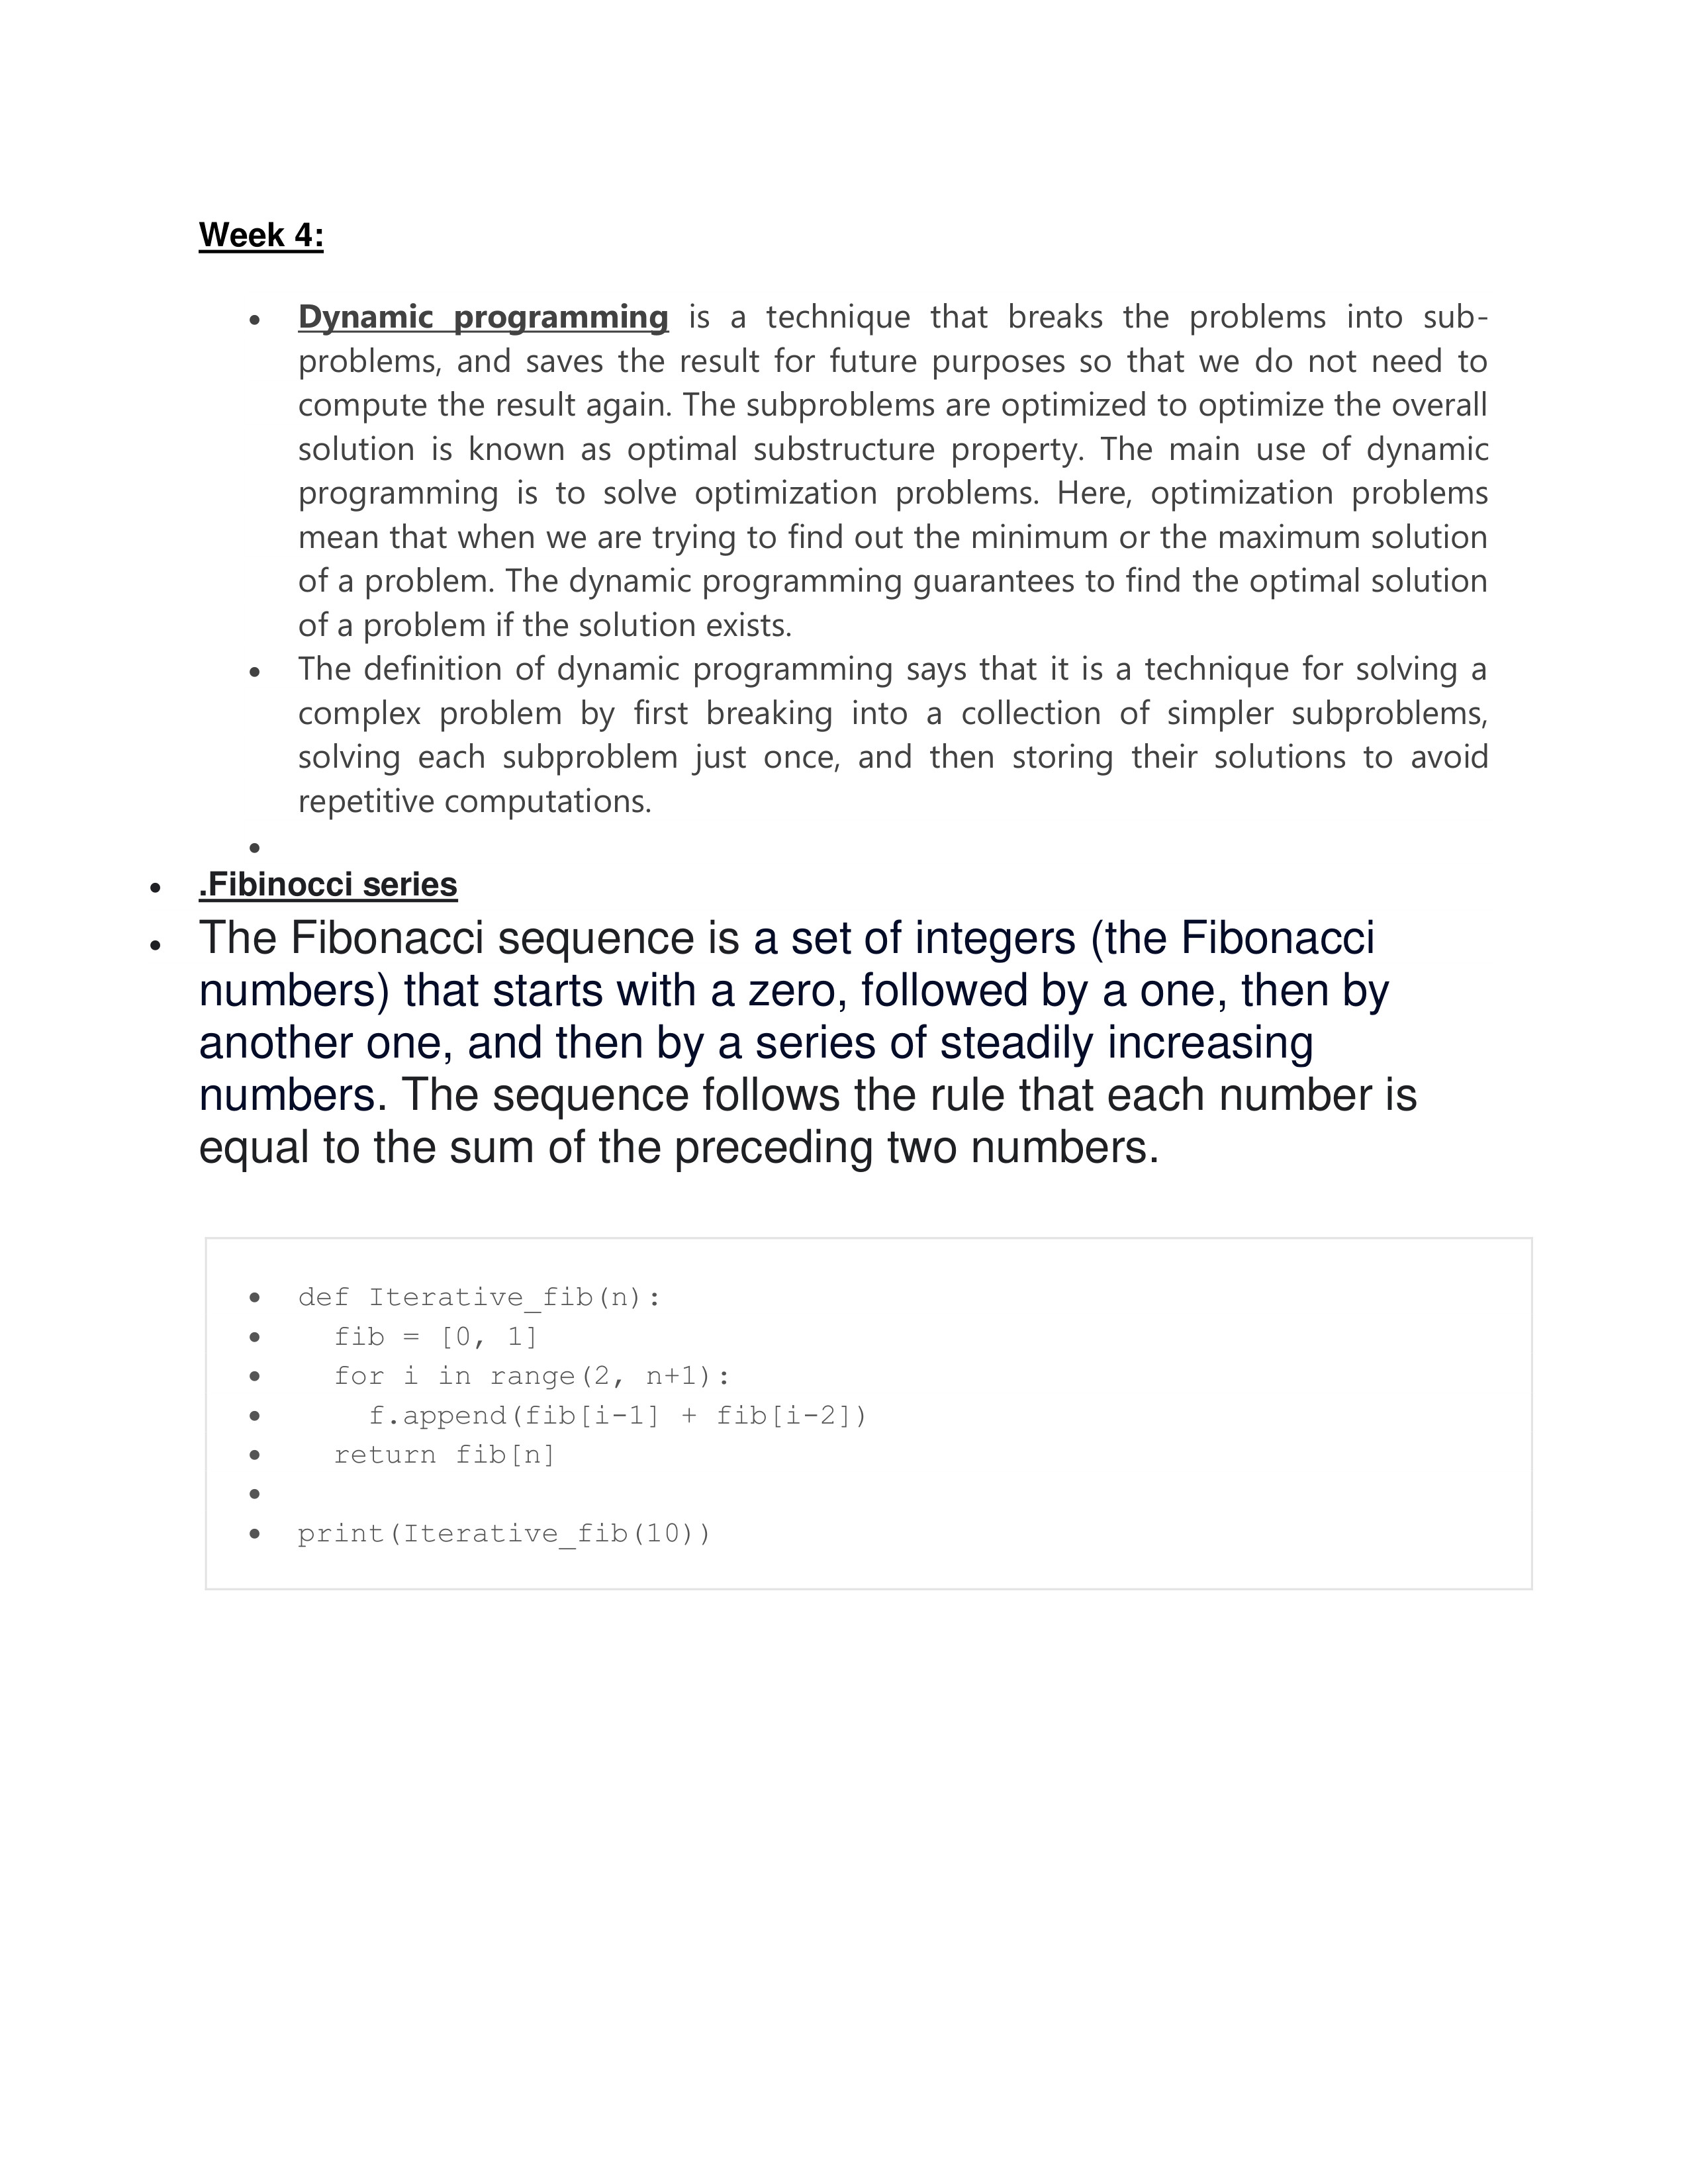 Week 4:
• Dynamic programming is a technique that breaks the problems into sub-
problems, and saves the result for future purposes so that we do not need to
compute the result again. The subproblems are optimized to optimize the overall
solution is known as optimal substructure property. The main use of dynamic
programming is to solve optimization problems. Here, optimization problems
mean that when we are trying to find out the minimum or the maximum solution
of a problem. The dynamic programming guarantees to find the optimal solution
of a problem if the solution exists.
• The definition of dynamic programming says that it is a technique for solving a
complex problem by first breaking into a collection of simpler subproblems,
solving each subproblem just once, and then storing their solutions to avoid
repetitive computations.
•
• .Fibinocci series
• The Fibonacci sequence is a set of integers (the Fibonacci
numbers) that starts with a zero, followed by a one, then by
another one, and then by a series of steadily increasing
numbers. The sequence follows the rule that each number is
equal to the sum of the preceding two numbers.
• def Iterative_fib(n):
•   fib = [0, 1]
•   for i in range(2, n+1):
•     f.append(fib[i-1] + fib[i-2])
•   return fib[n]
•
• print(Iterative_fib(10))